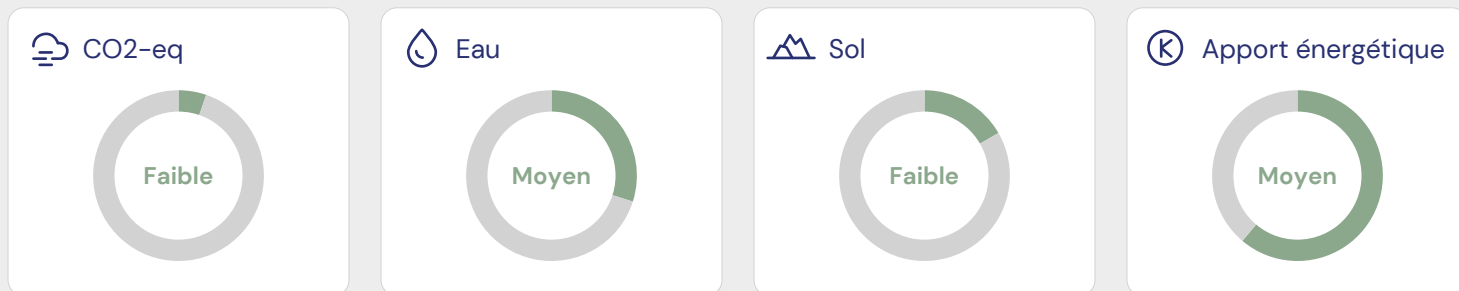 CO2-eq
Faible
Eau
Moyen
Sol
Faible
K Apport énergétique
Moyen